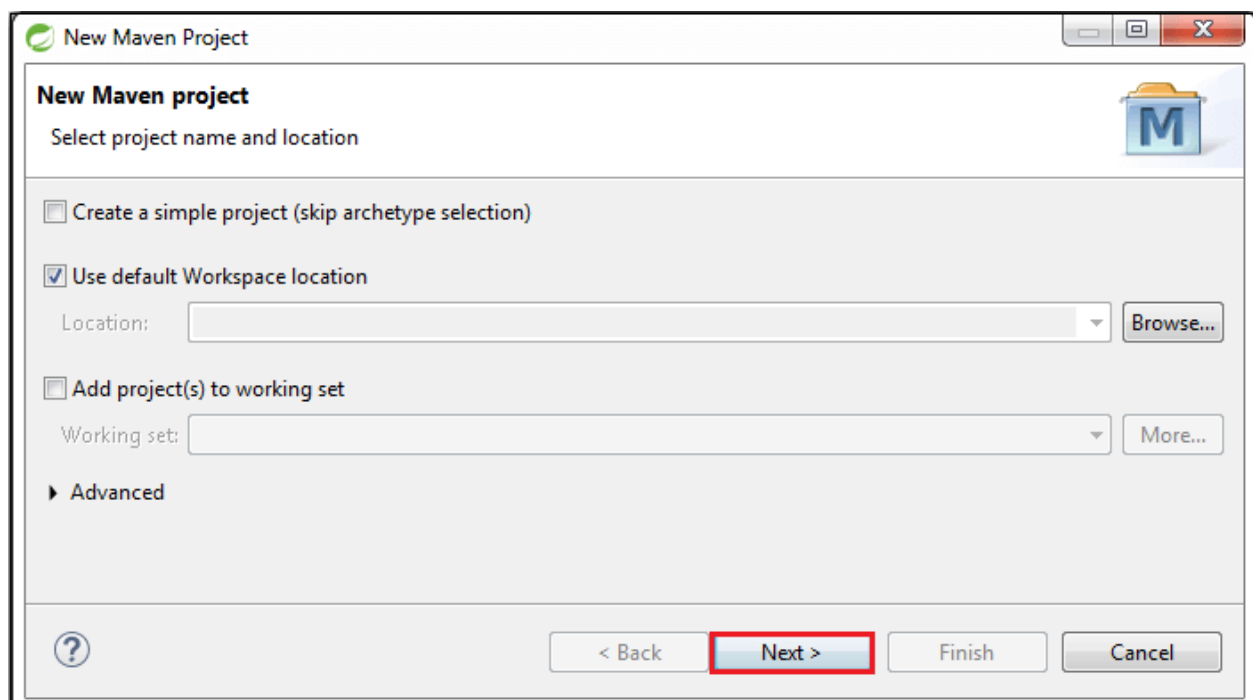 New Maven Project
New Maven project
Select project name and location
M
Create a simple project (skip archetype selection)
Use default Workspace location
Location:
Browse...
Add project(s) to working set
Working set:
More...
Advanced
?
< Back
Next >
Finish
Cancel